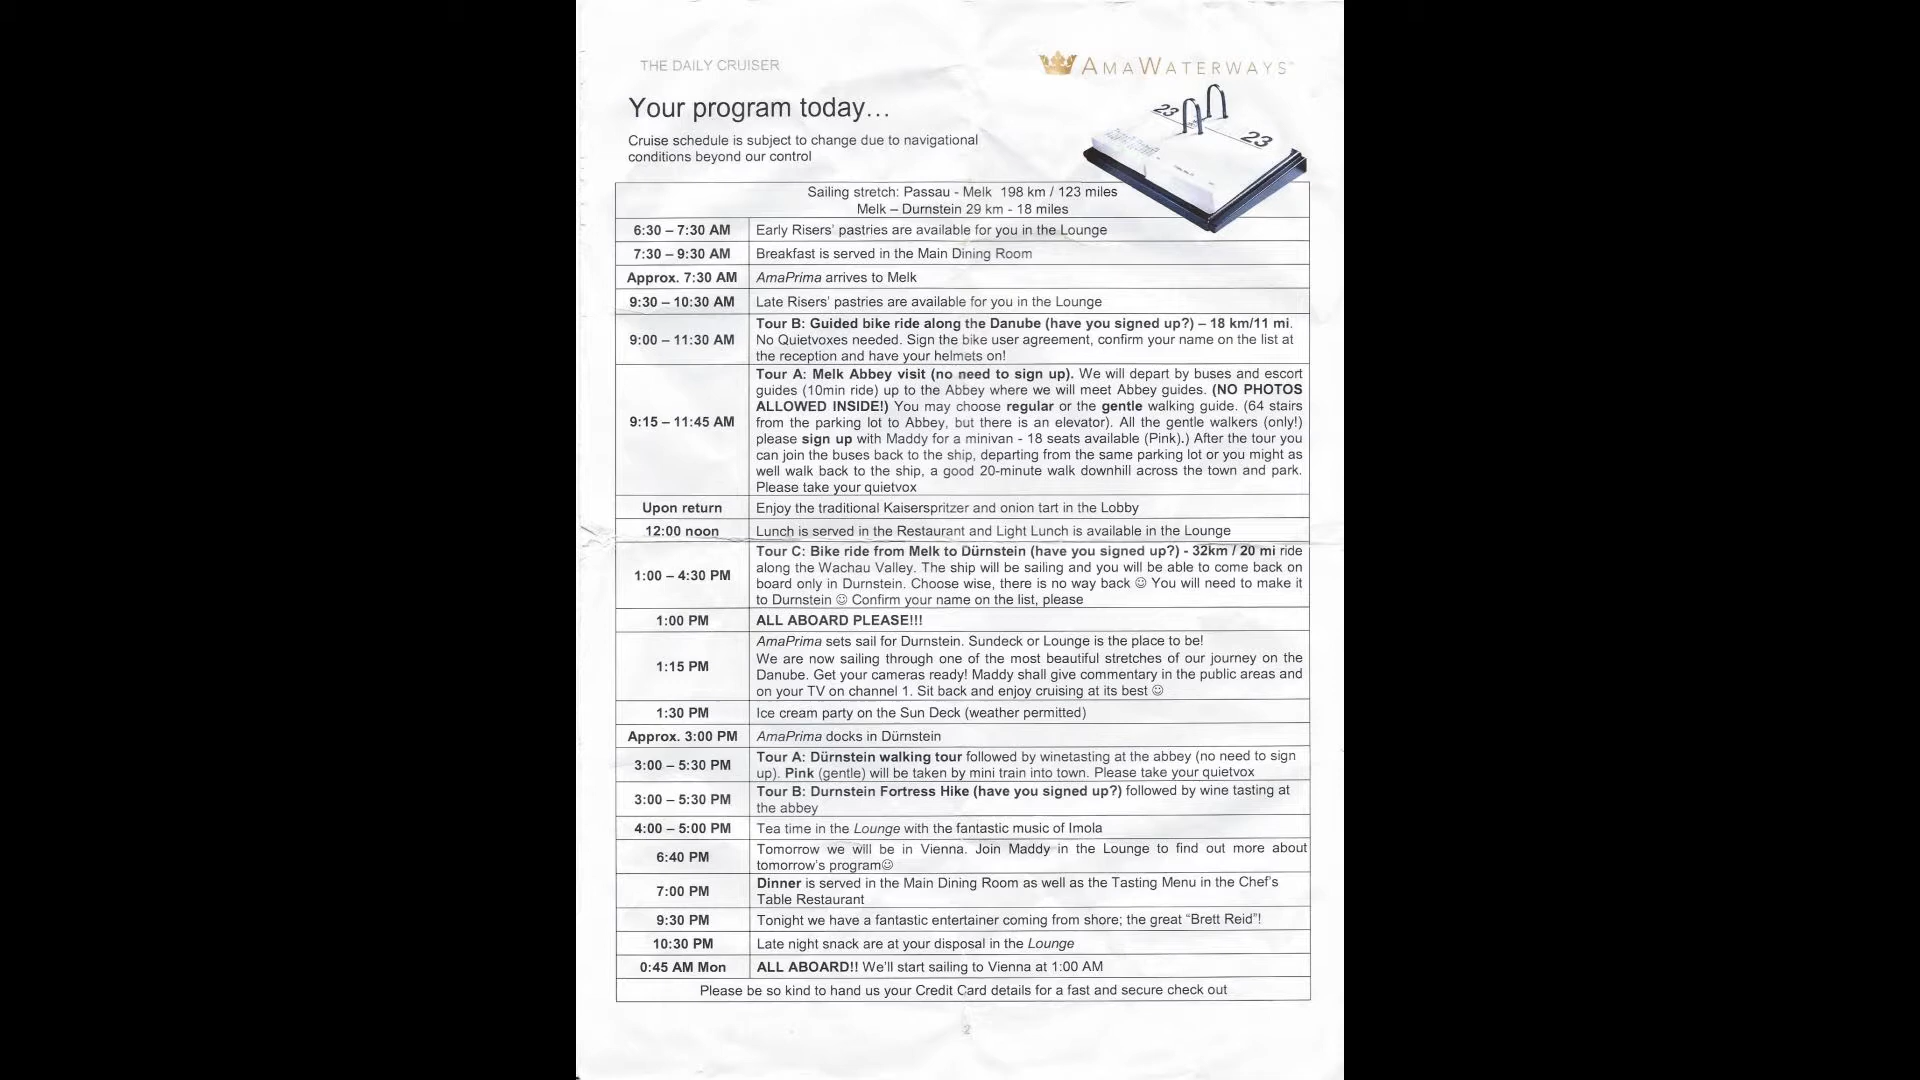 THE DAILY CRUISER
AMAWATERWAYS
Your program today…
23
23
Cruise schedule is subject to change due to navigational
conditions beyond our control
Sailing stretch: Passau - Melk 198 km / 123 miles
Melk – Durnstein 29 km - 18 miles
6:30 – 7:30 AM Early Risers' pastries are available for you in the Lounge
7:30 – 9:30 AM Breakfast is served in the Main Dining Room
Approx. 7:30 AM AmaPrima arrives to Melk
9:30 – 10:30 AM Late Risers' pastries are available for you in the Lounge
9:00 – 11:30 AM
Tour B: Guided bike ride along the Danube (have you signed up?) – 18 km/11 mi.
No Quietvoxes needed. Sign the bike user agreement, confirm your name on the list at
the reception and have your helmets on!
9:15 – 11:45 AM
Tour A: Melk Abbey visit (no need to sign up). We will depart by buses and escort
guides (10min ride) up to the Abbey where we will meet Abbey guides. (NO PHOTOS
ALLOWED INSIDE!) You may choose regular or the gentle walking guide. (64 stairs
from the parking lot to Abbey, but there is an elevator). All the gentle walkers (only!)
please sign up with Maddy for a minivan - 18 seats available (Pink).) After the tour you
can join the buses back to the ship, departing from the same parking lot or you might as
well walk back to the ship, a good 20-minute walk downhill across the town and park.
Please take your quietvox
Upon return Enjoy the traditional Kaiserspritzer and onion tart in the Lobby
12:00 noon Lunch is served in the Restaurant and Light Lunch is available in the Lounge
1:00 – 4:30 PM
Tour C: Bike ride from Melk to Dürnstein (have you signed up?) - 32km / 20 mi ride
along the Wachau Valley. The ship will be sailing and you will be able to come back on
board only in Durnstein. Choose wise, there is no way back ☺ You will need to make it
to Durnstein ☺ Confirm your name on the list, please
1:00 PM ALL ABOARD PLEASE!!!
1:15 PM
AmaPrima sets sail for Durnstein. Sundeck or Lounge is the place to be!
We are now sailing through one of the most beautiful stretches of our journey on the
Danube. Get your cameras ready! Maddy shall give commentary in the public areas and
on your TV on channel 1. Sit back and enjoy cruising at its best ☺
1:30 PM Ice cream party on the Sun Deck (weather permitted)
Approx. 3:00 PM AmaPrima docks in Dürnstein
3:00 – 5:30 PM
Tour A: Dürnstein walking tour followed by winetasting at the abbey (no need to sign
up). Pink (gentle) will be taken by mini train into town. Please take your quietvox
3:00 – 5:30 PM
Tour B: Durnstein Fortress Hike (have you signed up?) followed by wine tasting at
the abbey
4:00 – 5:00 PM Tea time in the Lounge with the fantastic music of Imola
6:40 PM
Tomorrow we will be in Vienna. Join Maddy in the Lounge to find out more about
tomorrow's program☺
7:00 PM
Dinner is served in the Main Dining Room as well as the Tasting Menu in the Chef's
Table Restaurant
9:30 PM Tonight we have a fantastic entertainer coming from shore; the great "Brett Reid"!
10:30 PM Late night snack are at your disposal in the Lounge
0:45 AM Mon ALL ABOARD!! We'll start sailing to Vienna at 1:00 AM
Please be so kind to hand us your Credit Card details for a fast and secure check out
2